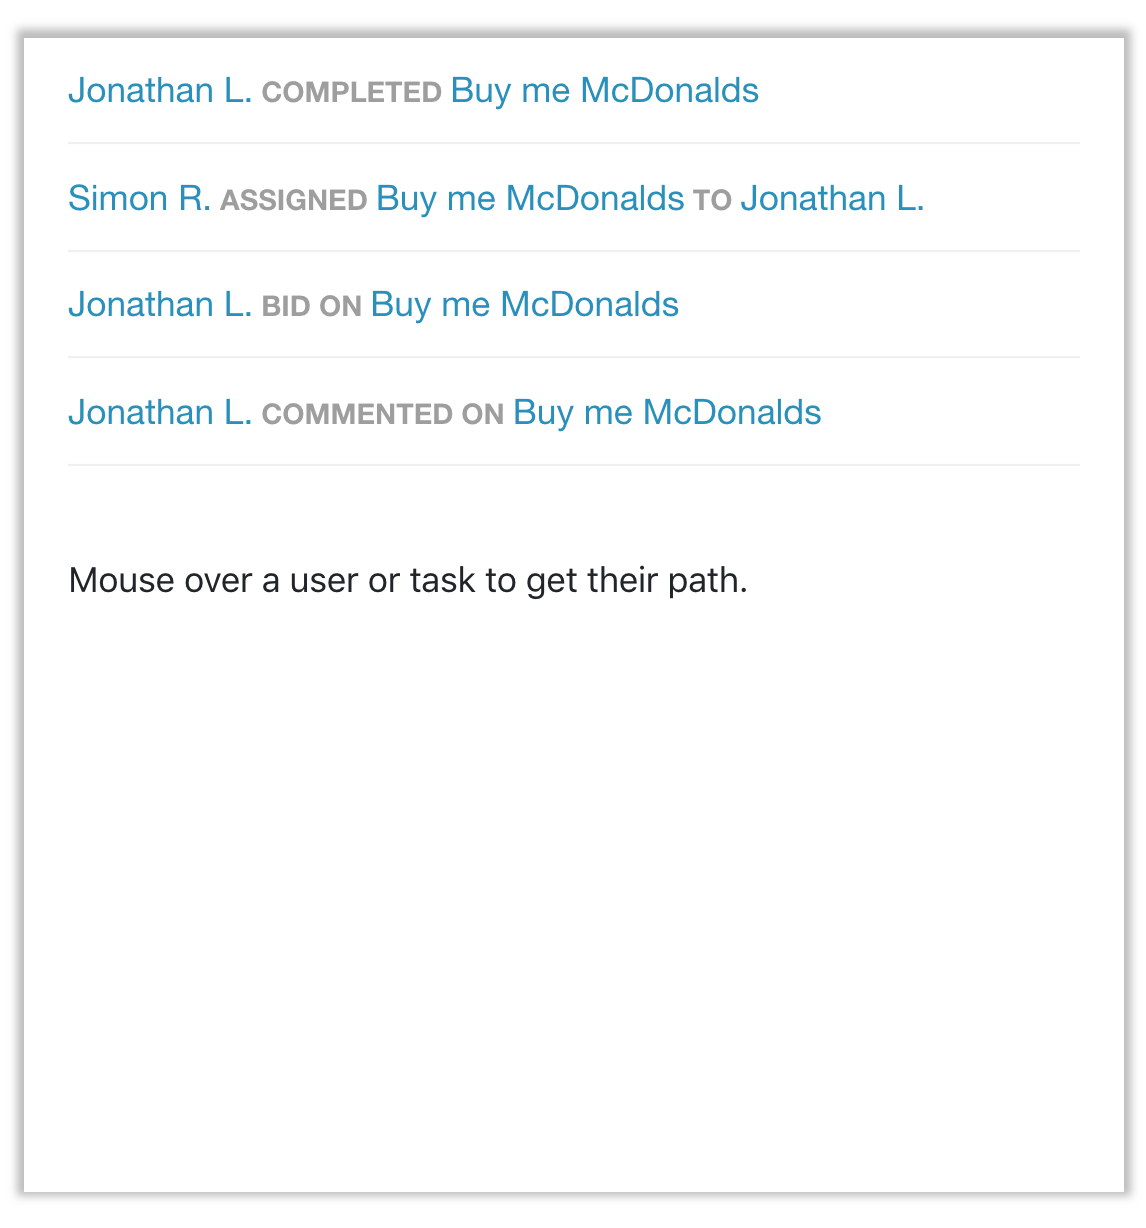 Jonathan L. COMPLETED Buy me McDonalds
Simon R. ASSIGNED Buy me McDonalds TO Jonathan L.
Jonathan L. BID ON Buy me McDonalds
Jonathan L. COMMENTED ON Buy me McDonalds
Mouse over a user or task to get their path.